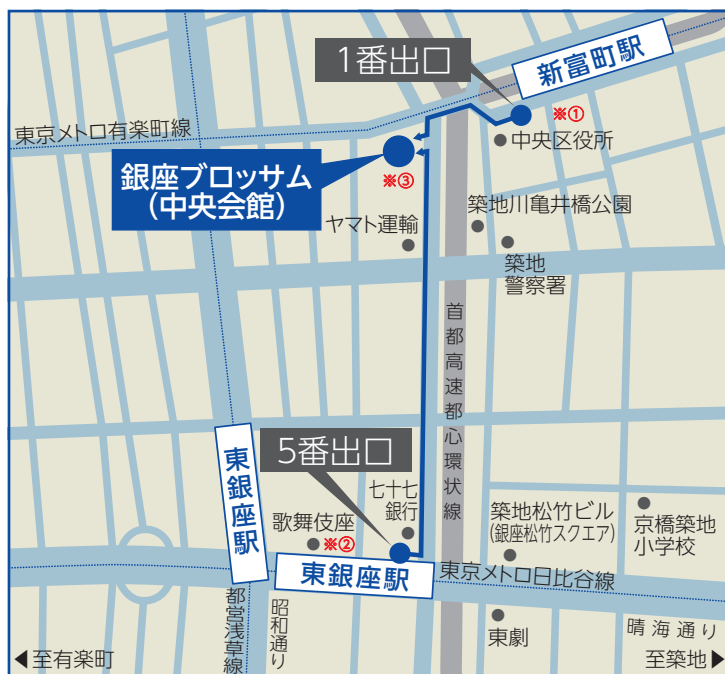 1番出口
新富町駅
※①
東京メトロ有楽町線
中央区役所
銀座ブロッサム
(中央会館)
※③
築地川亀井橋公園
ヤマト運輸
築地
警察署
首都高速都心環状線
5番出口
東銀座駅
七十七
銀行
歌舞伎座
※②
築地松竹ビル
(銀座松竹スクエア)
京橋築地
小学校
東銀座駅
東京メトロ日比谷線
都営浅草線
昭和通り
東劇
晴海通り
◀至有楽町
至築地▶